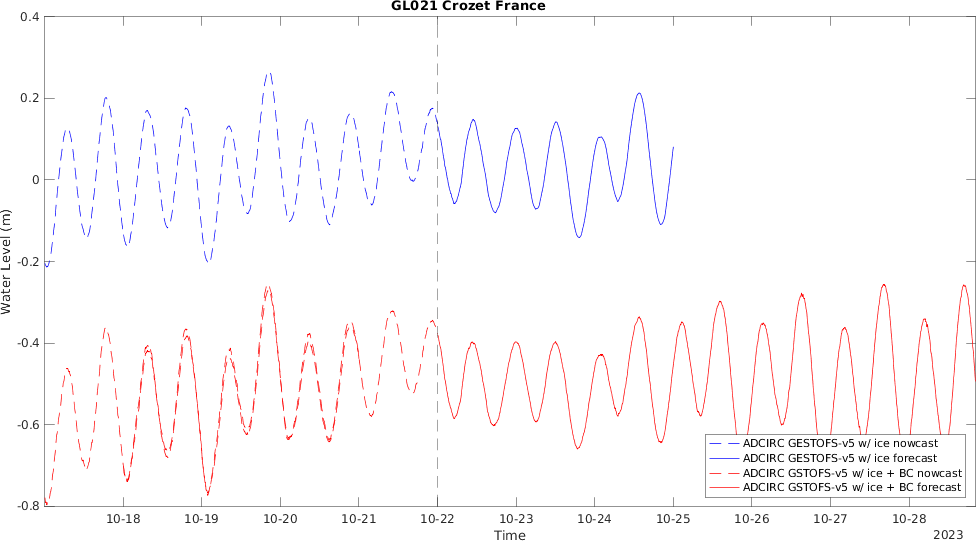 GL021 Crozet France
Water Level (m)
0.4
0.2
0
-0.2
-0.4
-0.6
-0.8
10-18
10-19
10-20
10-21
10-22
10-23
10-24
10-25
10-26
10-27
10-28
Time
2023
ADCIRC GESTOFS-v5 w/ ice nowcast
ADCIRC GESTOFS-v5 w/ ice forecast
ADCIRC GSTOFS-v5 w/ ice + BC nowcast
ADCIRC GSTOFS-v5 w/ ice + BC forecast